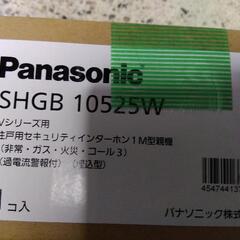 Panasonic
SHGB 10525W
Vシリーズ用
住戸用セキュリティインターホン1M型親機
(非常・ガス・火災・コール3)
(過電流警報付) (埋込型)
1コ入
パナソニック株式